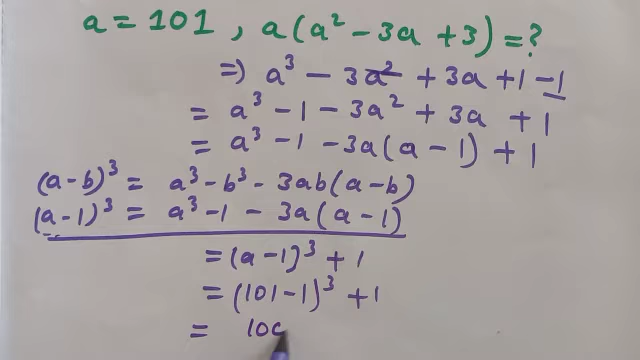 a = 101 , a(a² - 3a + 3) = ?
=) a³ - 3a² + 3a + 1 - 1
= a³ - 1 - 3a² + 3a + 1
= a³ - 1 - 3a(a - 1) + 1
(a-b)³ = a³ - b³ - 3ab(a-b)
(a-1)³ = a³ - 1 - 3a(a-1)
= (a-1)³ + 1
= (101-1)³ + 1
= 10